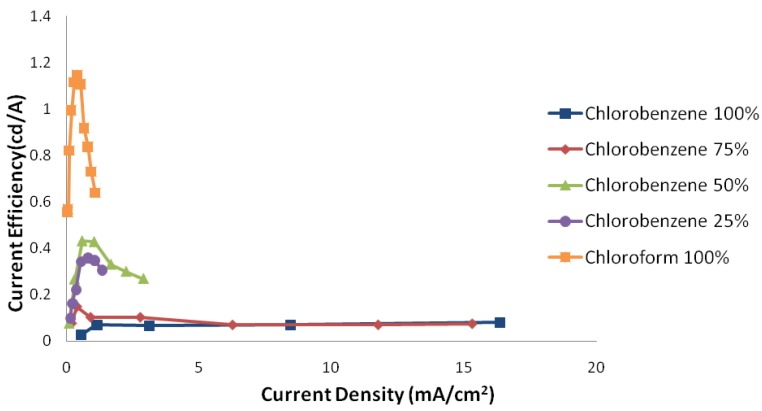 1.4
1.2
1
0.8
0.6
0.4
0.2
0
0 5 10 15 20
Current Efficiency(cd/A)
Current Density (mA/cm²)
Chlorobenzene 100%
Chlorobenzene 75%
Chlorobenzene 50%
Chlorobenzene 25%
Chloroform 100%